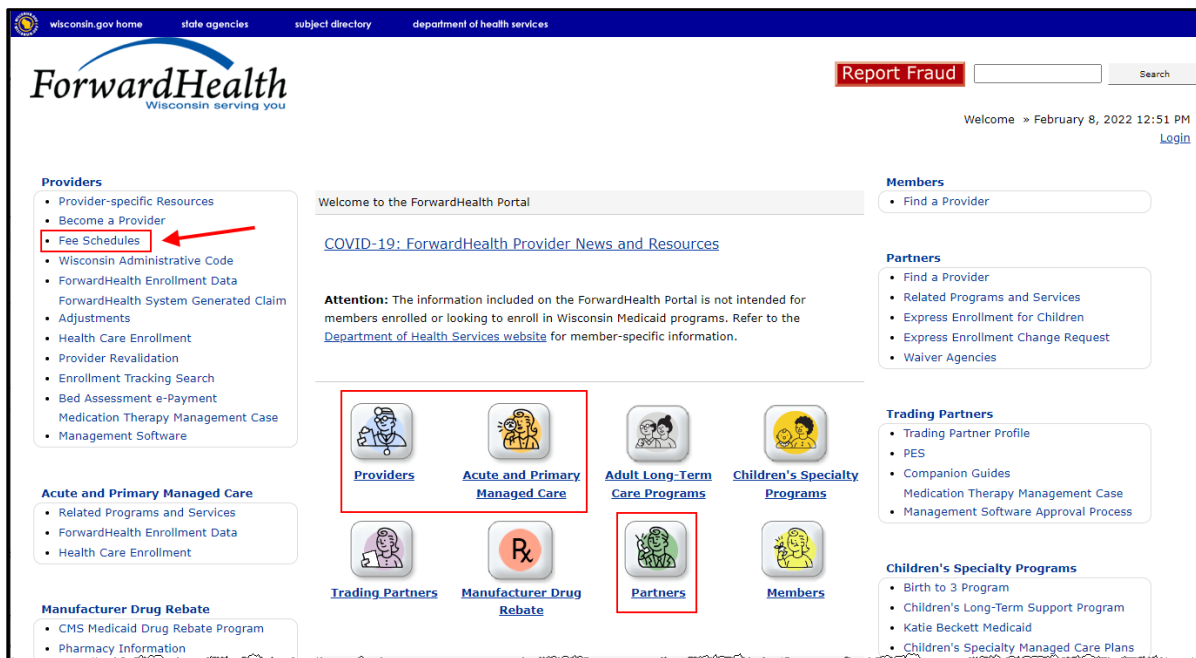 wisconsin.gov home state agencies subject directory department of health services
ForwardHealth
Wisconsin serving you
Report Fraud
Search
Welcome » February 8, 2022 12:51 PM
Login
Providers
Provider-specific Resources
Become a Provider
Fee Schedules
Wisconsin Administrative Code
ForwardHealth Enrollment Data
ForwardHealth System Generated Claim
Adjustments
Health Care Enrollment
Provider Revalidation
Enrollment Tracking Search
Bed Assessment e-Payment
Medication Therapy Management Case
Management Software
Acute and Primary Managed Care
Related Programs and Services
ForwardHealth Enrollment Data
Health Care Enrollment
Manufacturer Drug Rebate
CMS Medicaid Drug Rebate Program
Pharmacy Information
Welcome to the ForwardHealth Portal
COVID-19: ForwardHealth Provider News and Resources
Attention: The information included on the ForwardHealth Portal is not intended for
members enrolled or looking to enroll in Wisconsin Medicaid programs. Refer to the
Department of Health Services website for member-specific information.
Providers
Acute and Primary
Managed Care
Adult Long-Term
Care Programs
Children's Specialty
Programs
Trading Partners
Manufacturer Drug
Rebate
Partners
Members
Members
Find a Provider
Partners
Find a Provider
Related Programs and Services
Express Enrollment for Children
Express Enrollment Change Request
Waiver Agencies
Trading Partners
Trading Partner Profile
PES
Companion Guides
Medication Therapy Management Case
Management Software Approval Process
Children's Specialty Programs
Birth to 3 Program
Children's Long-Term Support Program
Katie Beckett Medicaid
Children's Specialty Managed Care Plans